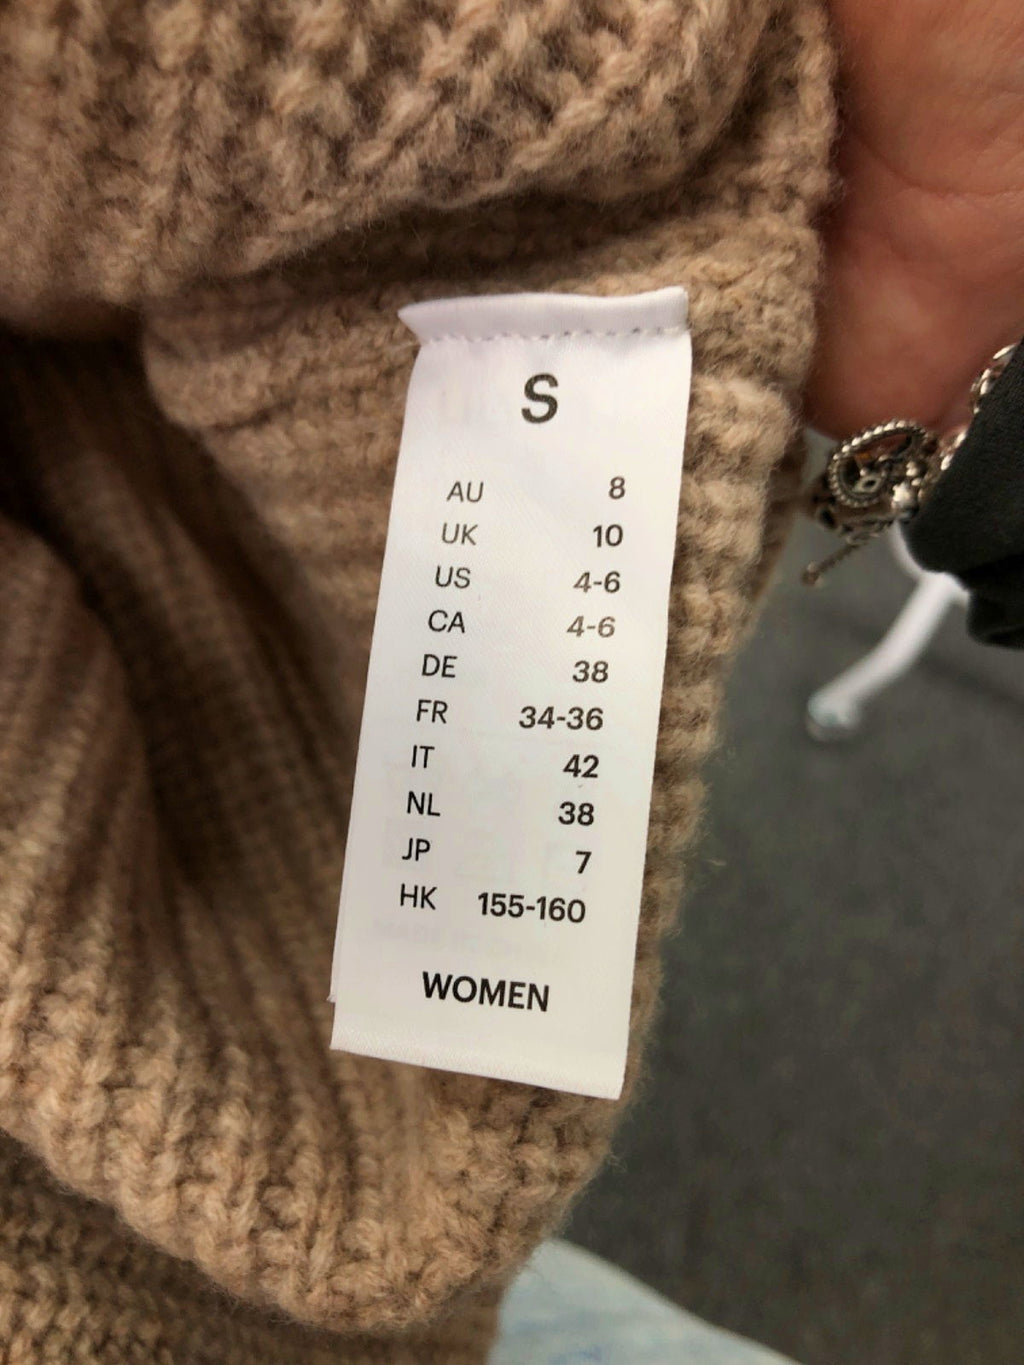 S
AU 8
UK 10
US 4-6
CA 4-6
DE 38
FR 34-36
IT 42
NL 38
JP 7
HK 155-160
WOMEN